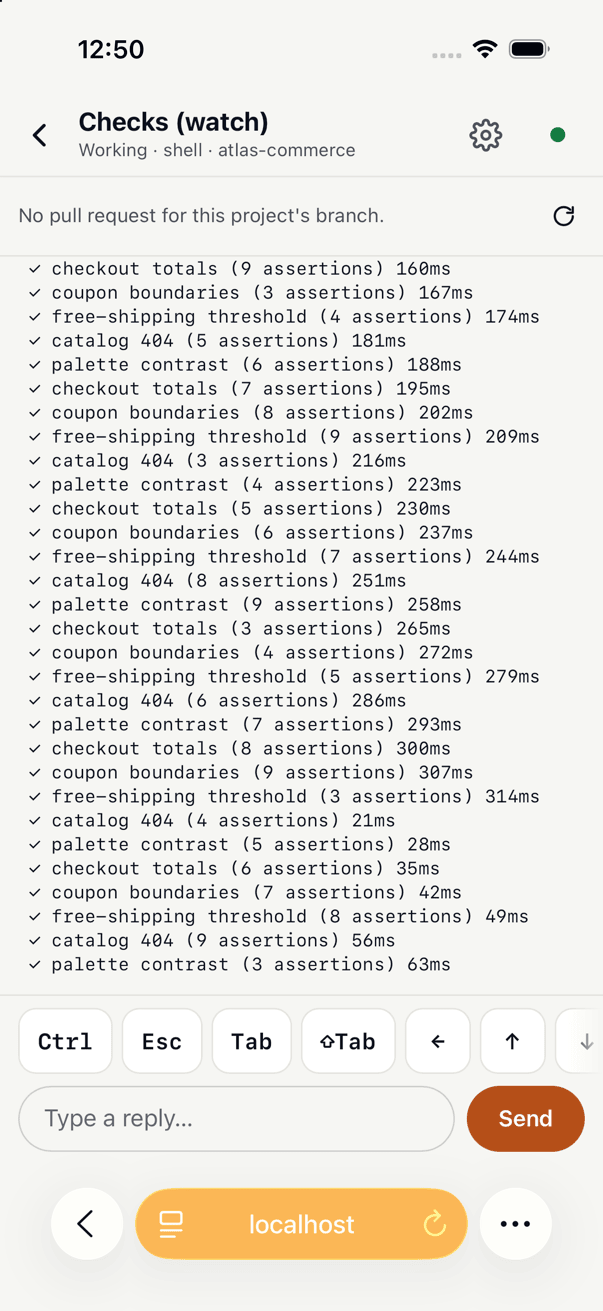 12:50
Checks (watch)
Working · shell · atlas-commerce
No pull request for this project's branch.
✓ checkout totals (9 assertions) 160ms
✓ coupon boundaries (3 assertions) 167ms
✓ free-shipping threshold (4 assertions) 174ms
✓ catalog 404 (5 assertions) 181ms
✓ palette contrast (6 assertions) 188ms
✓ checkout totals (7 assertions) 195ms
✓ coupon boundaries (8 assertions) 202ms
✓ free-shipping threshold (9 assertions) 209ms
✓ catalog 404 (3 assertions) 216ms
✓ palette contrast (4 assertions) 223ms
✓ checkout totals (5 assertions) 230ms
✓ coupon boundaries (6 assertions) 237ms
✓ free-shipping threshold (7 assertions) 244ms
✓ catalog 404 (8 assertions) 251ms
✓ palette contrast (9 assertions) 258ms
✓ checkout totals (3 assertions) 265ms
✓ coupon boundaries (4 assertions) 272ms
✓ free-shipping threshold (5 assertions) 279ms
✓ catalog 404 (6 assertions) 286ms
✓ palette contrast (7 assertions) 293ms
✓ checkout totals (8 assertions) 300ms
✓ coupon boundaries (9 assertions) 307ms
✓ free-shipping threshold (3 assertions) 314ms
✓ catalog 404 (4 assertions) 21ms
✓ palette contrast (5 assertions) 28ms
✓ checkout totals (6 assertions) 35ms
✓ coupon boundaries (7 assertions) 42ms
✓ free-shipping threshold (8 assertions) 49ms
✓ catalog 404 (9 assertions) 56ms
✓ palette contrast (3 assertions) 63ms
Ctrl Esc Tab ⇧Tab ← ↑ ↓
Type a reply... Send
localhost